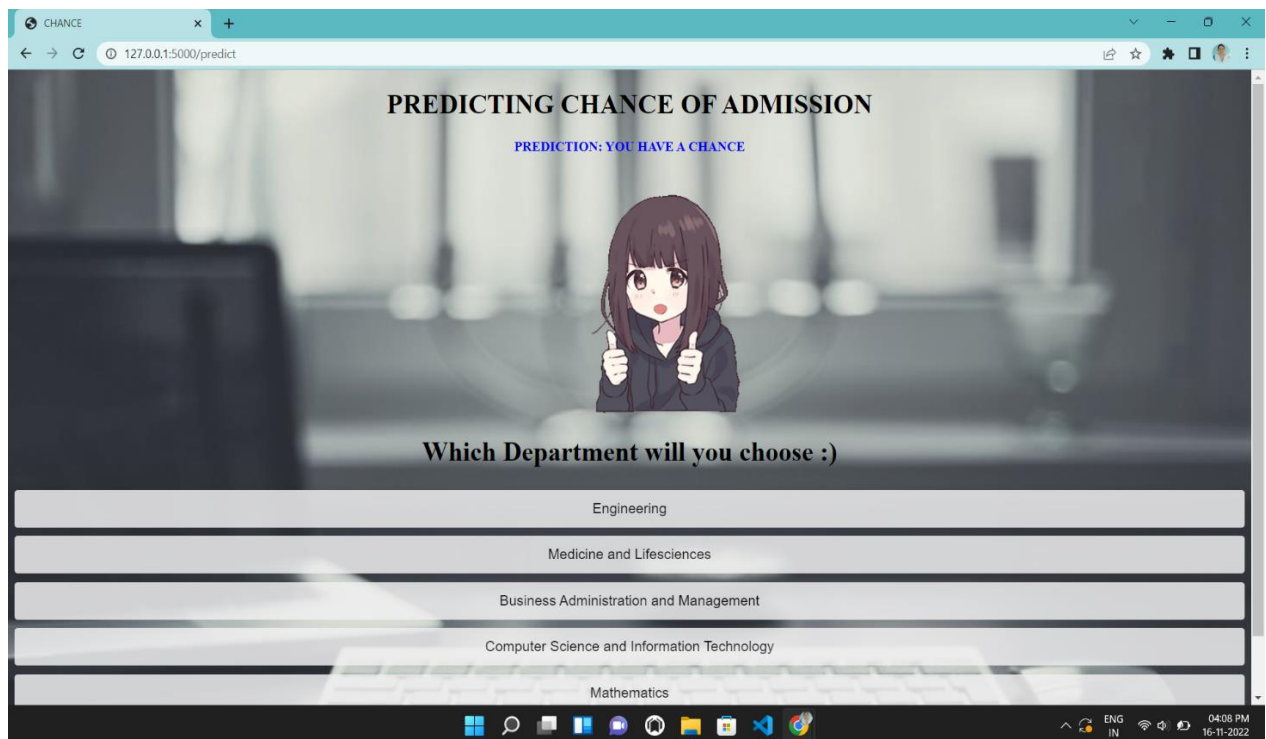 CHANCE
127.0.0.1:5000/predict
PREDICTING CHANCE OF ADMISSION
PREDICTION: YOU HAVE A CHANCE
Which Department will you choose :)
Engineering
Medicine and Lifesciences
Business Administration and Management
Computer Science and Information Technology
Mathematics
ENG 04:08 PM
IN 16-11-2022